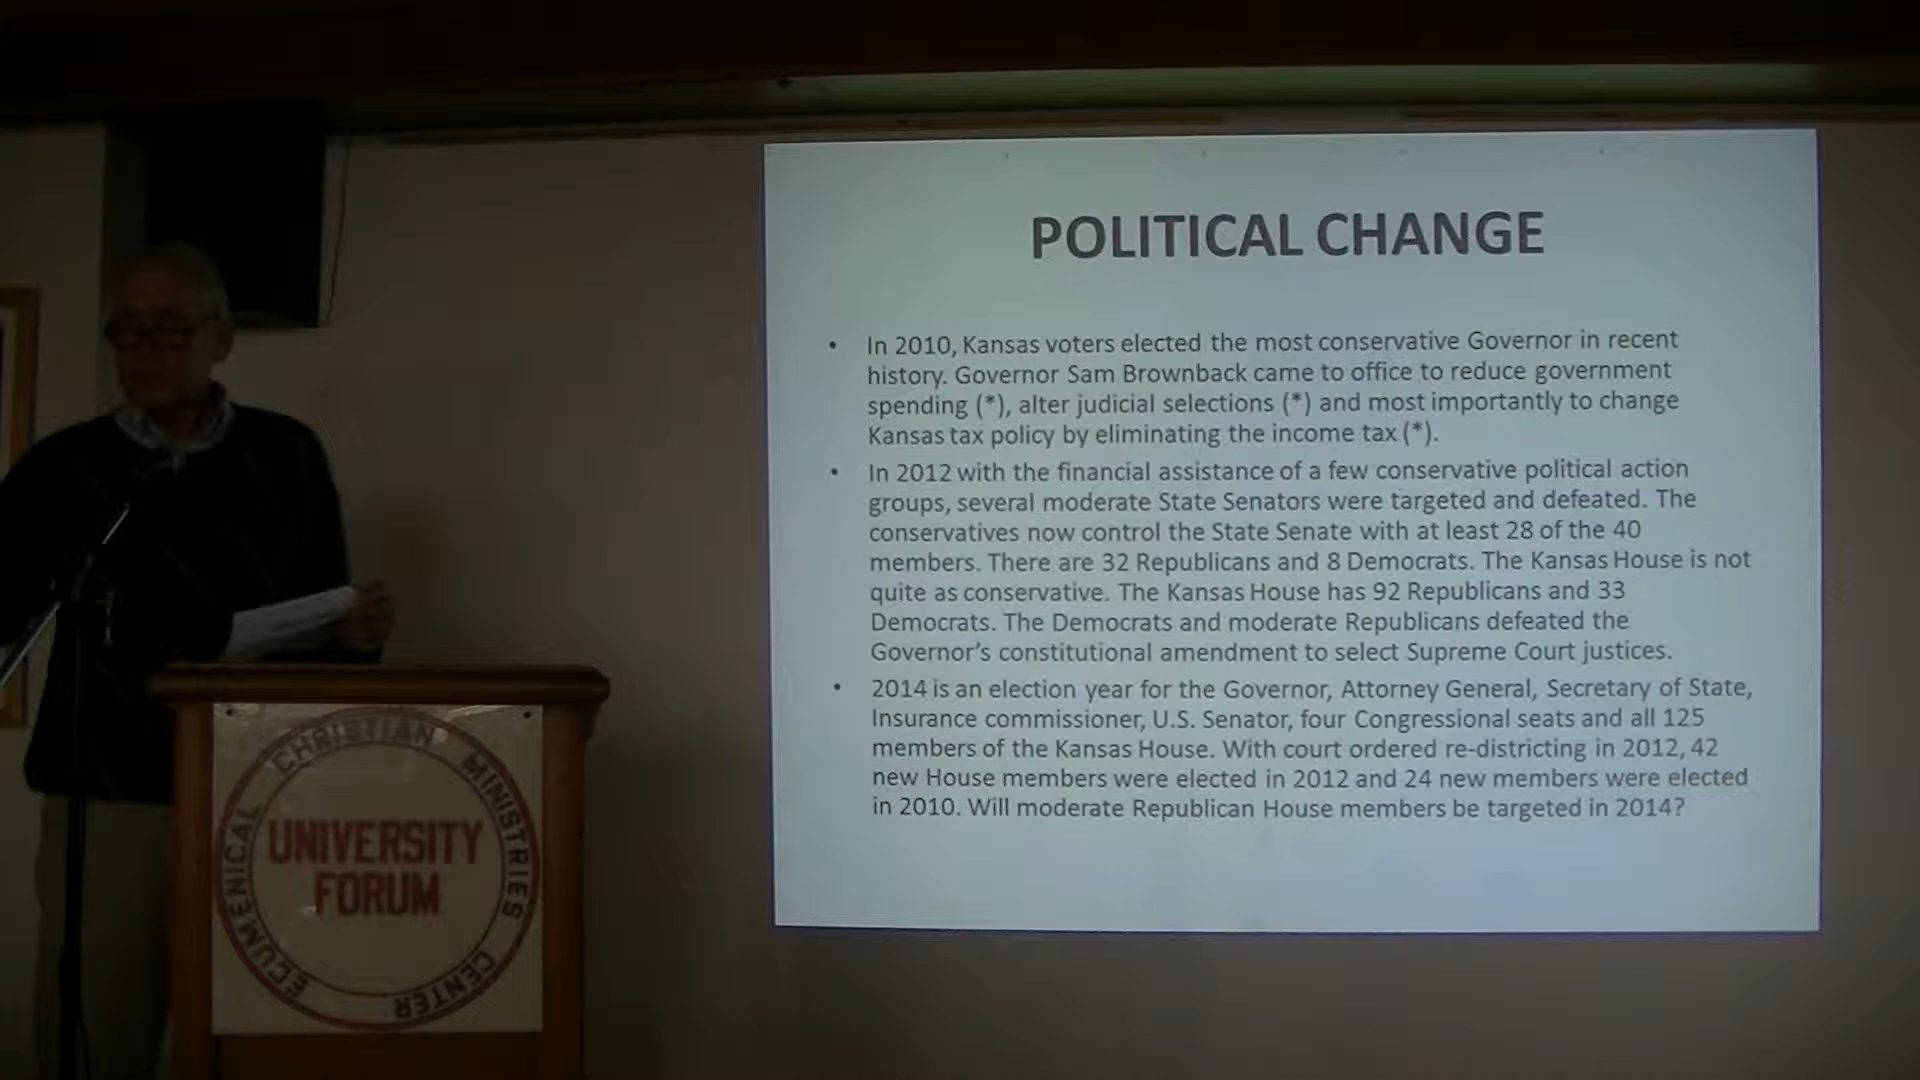 POLITICAL CHANGE
• In 2010, Kansas voters elected the most conservative Governor in recent
history. Governor Sam Brownback came to office to reduce government
spending (*), alter judicial selections (*) and most importantly to change
Kansas tax policy by eliminating the income tax (*).
• In 2012 with the financial assistance of a few conservative political action
groups, several moderate State Senators were targeted and defeated. The
conservatives now control the State Senate with at least 28 of the 40
members. There are 32 Republicans and 8 Democrats. The Kansas House is not
quite as conservative. The Kansas House has 92 Republicans and 33
Democrats. The Democrats and moderate Republicans defeated the
Governor’s constitutional amendment to select Supreme Court justices.
• 2014 is an election year for the Governor, Attorney General, Secretary of State,
Insurance commissioner, U.S. Senator, four Congressional seats and all 125
members of the Kansas House. With court ordered re-districting in 2012, 42
new House members were elected in 2012 and 24 new members were elected
in 2010. Will moderate Republican House members be targeted in 2014?
ECUMENICAL CHRISTIAN MINISTRIES CENTER
UNIVERSITY
FORUM